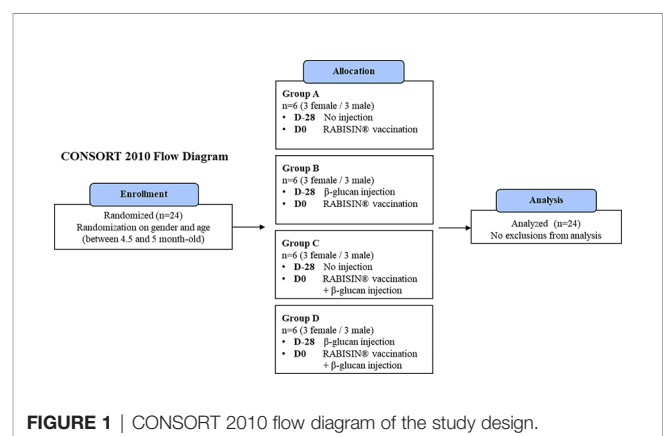 CONSORT 2010 Flow Diagram
Enrollment
Randomized (n=24)
Randomization on gender and age
(between 4.5 and 5 month-old)
Allocation
Group A
n=6 (3 female / 3 male)
• D-28 No injection
• D0 RABISIN® vaccination
Group B
n=6 (3 female / 3 male)
• D-28 β-glucan injection
• D0 RABISIN® vaccination
Group C
n=6 (3 female / 3 male)
• D-28 No injection
• D0 RABISIN® vaccination
+ β-glucan injection
Group D
n=6 (3 female / 3 male)
• D-28 β-glucan injection
• D0 RABISIN® vaccination
+ β-glucan injection
Analysis
Analyzed (n=24)
No exclusions from analysis
FIGURE 1 | CONSORT 2010 flow diagram of the study design.